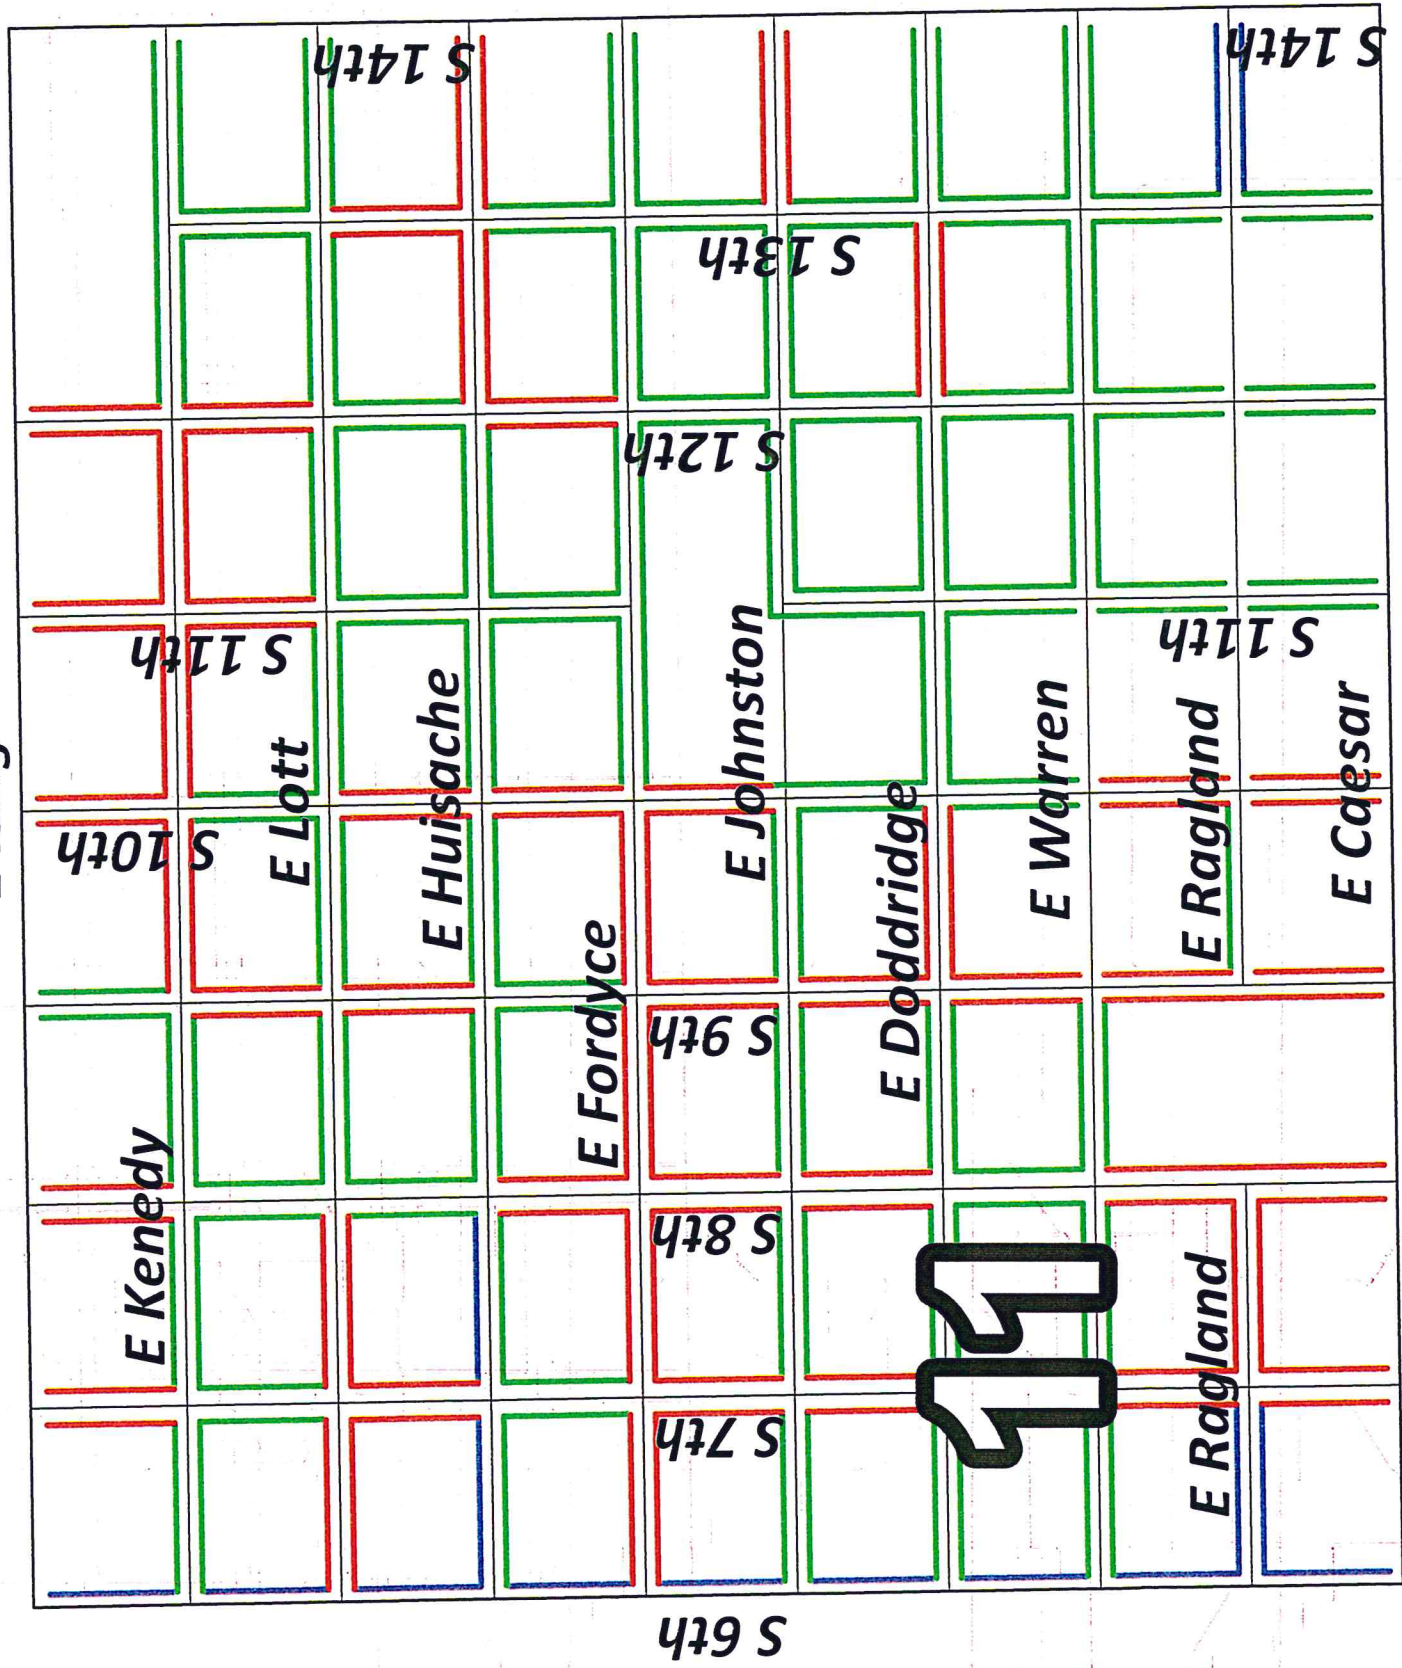 S 14th
S 14th
S 13th
S 12th
S 11th
S 11th
S 10th
E Lott
E Huisache
E Johnston
E Warren
E Ragland
E Caesar
E Doddridge
E Fordyce
S 9th
E Kenedy
S 8th
11
E Ragland
S 7th
S 6th